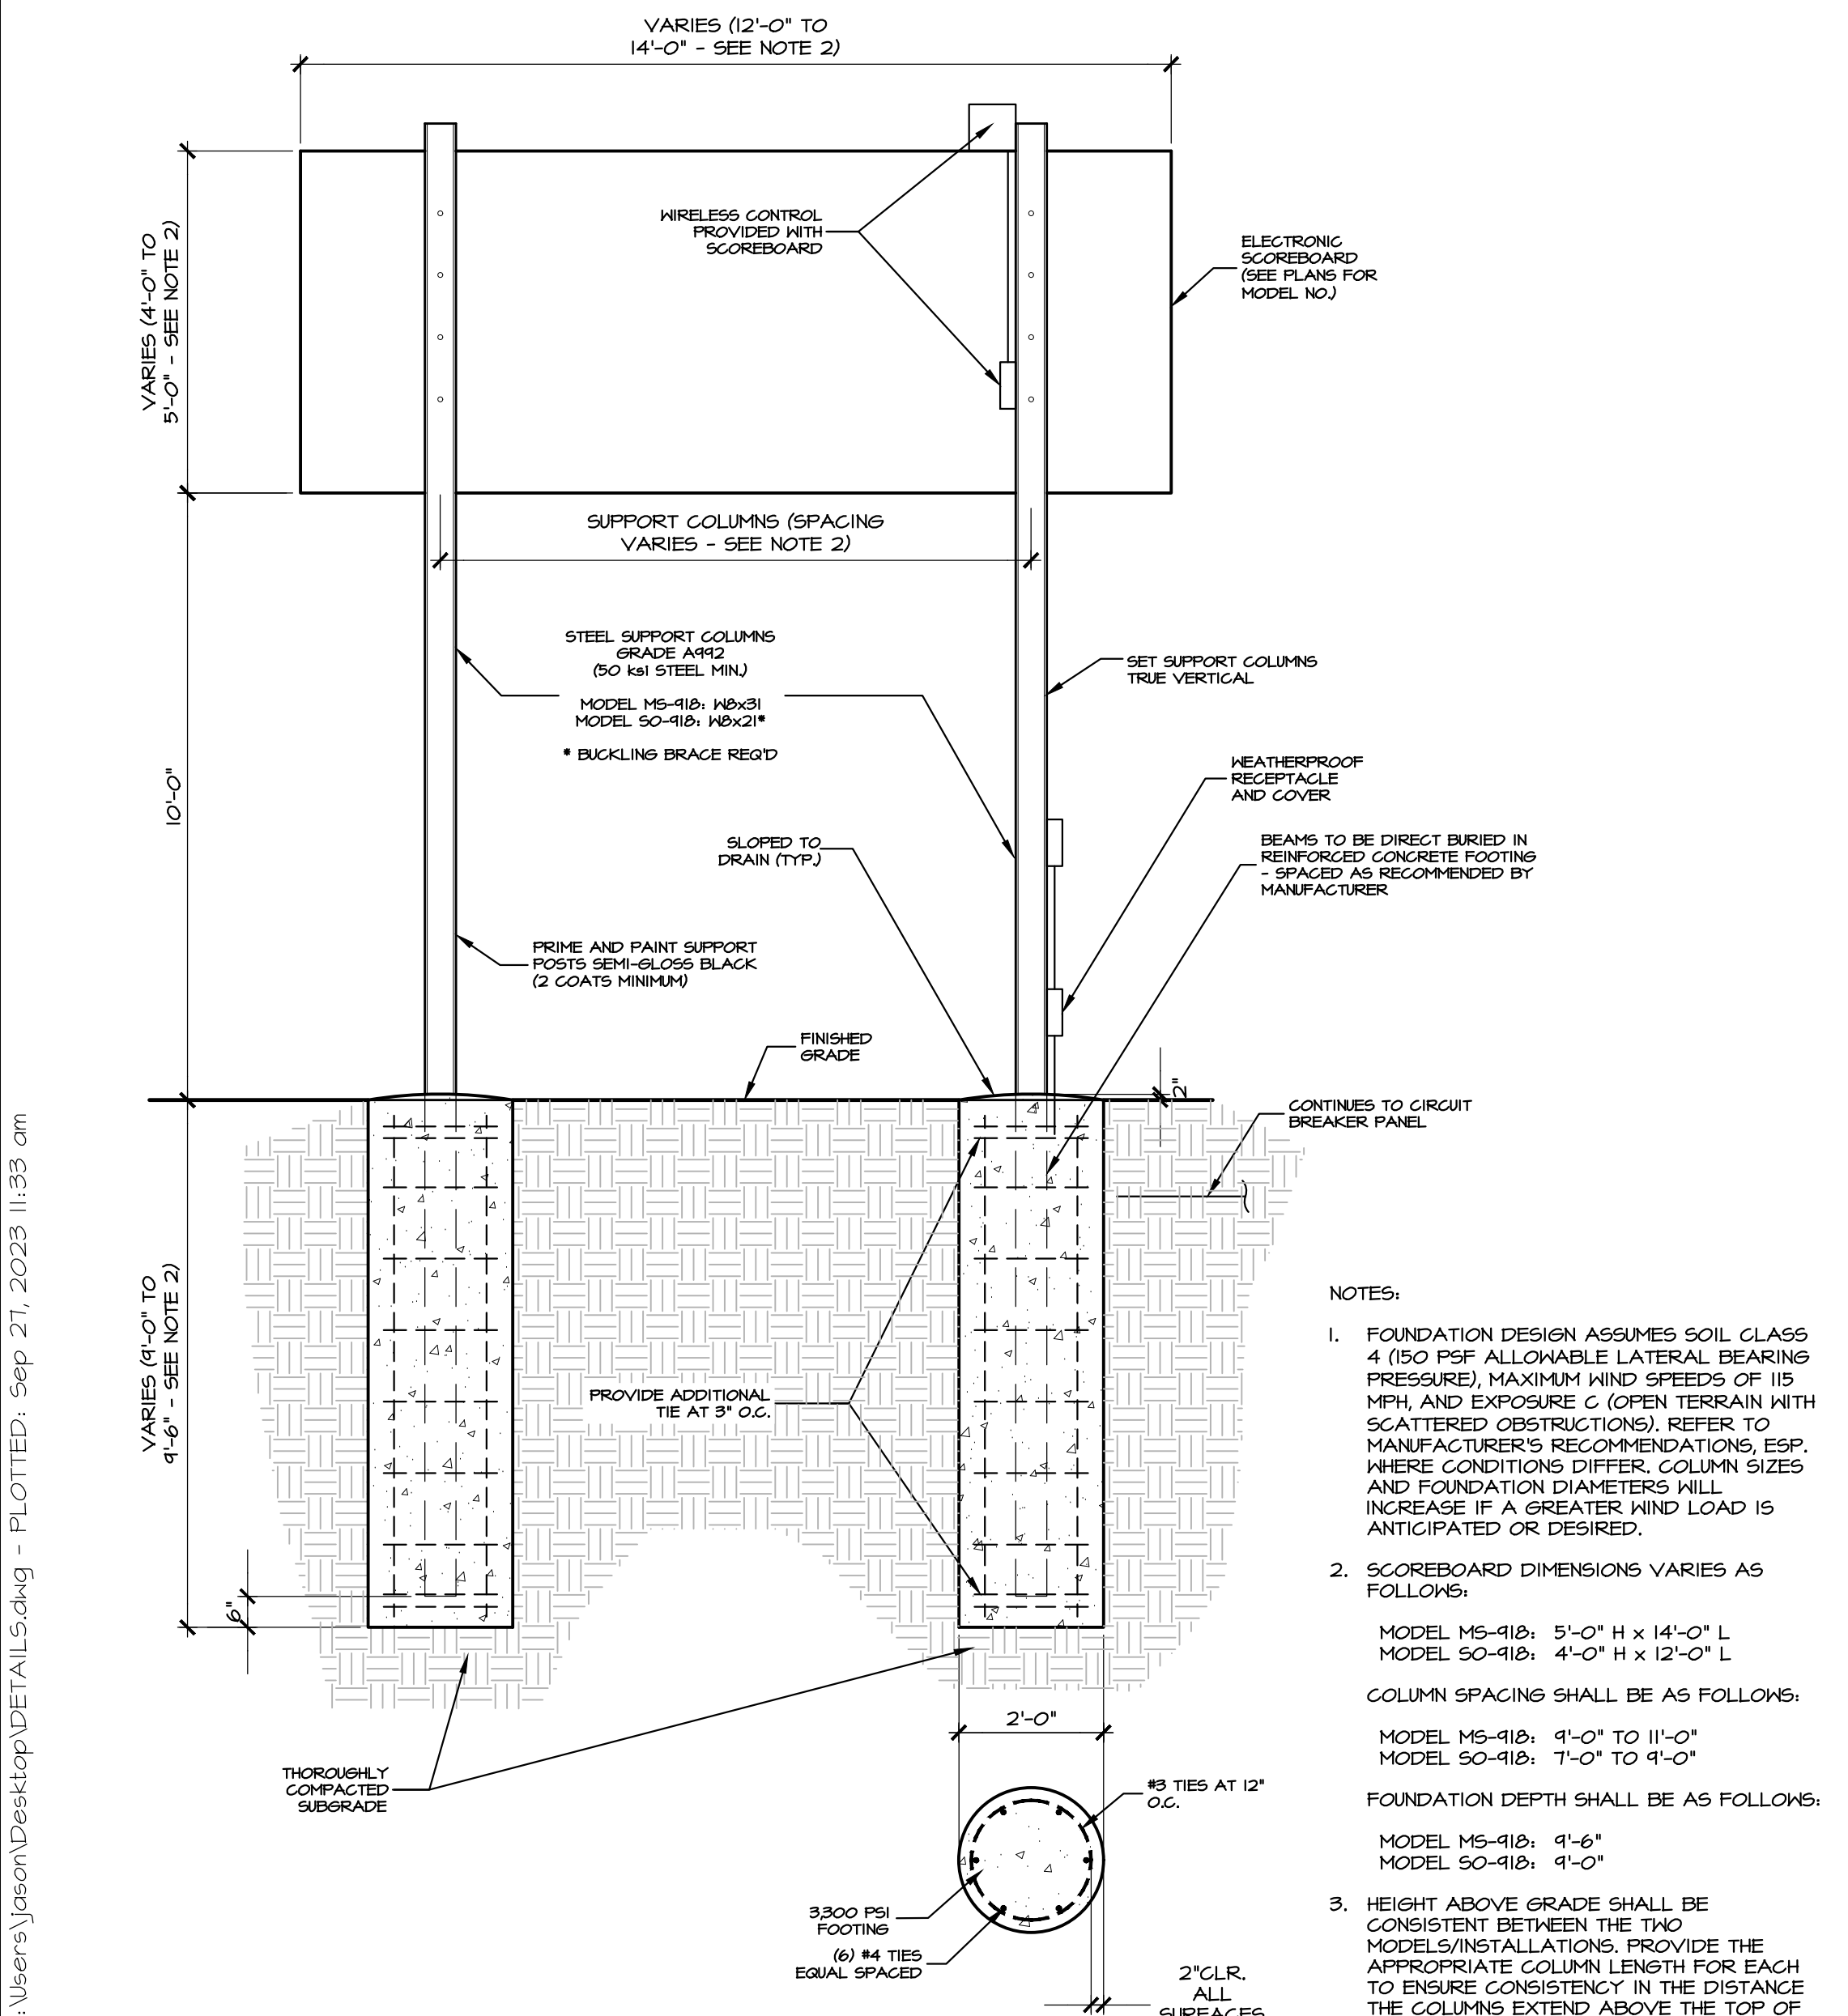 VARIES (12'-0" TO
14'-0" - SEE NOTE 2)
VARIES (4'-0" TO
5'-0" - SEE NOTE 2)
WIRELESS CONTROL
PROVIDED WITH
SCOREBOARD
ELECTRONIC
SCOREBOARD
(SEE PLANS FOR
MODEL NO.)
SUPPORT COLUMNS (SPACING
VARIES - SEE NOTE 2)
STEEL SUPPORT COLUMNS
GRADE A992
(50 ksi STEEL MIN.)
MODEL MS-918: W8x31
MODEL SO-918: W8x21*
* BUCKLING BRACE REQ'D
SET SUPPORT COLUMNS
TRUE VERTICAL
10'-0"
WEATHERPROOF
RECEPTACLE
AND COVER
SLOPED TO
DRAIN (TYP.)
BEAMS TO BE DIRECT BURIED IN
REINFORCED CONCRETE FOOTING
- SPACED AS RECOMMENDED BY
MANUFACTURER
PRIME AND PAINT SUPPORT
POSTS SEMI-GLOSS BLACK
(2 COATS MINIMUM)
FINISHED
GRADE
2"
CONTINUES TO CIRCUIT
BREAKER PANEL
VARIES (9'-0" TO
9'-6" - SEE NOTE 2)
PROVIDE ADDITIONAL
TIE AT 3" O.C.
6"
THOROUGHLY
COMPACTED
SUBGRADE
2'-0"
#3 TIES AT 12"
O.C.
3,300 PSI
FOOTING
(6) #4 TIES
EQUAL SPACED
2"CLR.
ALL
SURFACES
NOTES:
1. FOUNDATION DESIGN ASSUMES SOIL CLASS
4 (150 PSF ALLOWABLE LATERAL BEARING
PRESSURE), MAXIMUM WIND SPEEDS OF 115
MPH, AND EXPOSURE C (OPEN TERRAIN WITH
SCATTERED OBSTRUCTIONS). REFER TO
MANUFACTURER'S RECOMMENDATIONS, ESP.
WHERE CONDITIONS DIFFER. COLUMN SIZES
AND FOUNDATION DIAMETERS WILL
INCREASE IF A GREATER WIND LOAD IS
ANTICIPATED OR DESIRED.
2. SCOREBOARD DIMENSIONS VARIES AS
FOLLOWS:
MODEL MS-918: 5'-0" H x 14'-0" L
MODEL SO-918: 4'-0" H x 12'-0" L
COLUMN SPACING SHALL BE AS FOLLOWS:
MODEL MS-918: 9'-0" TO 11'-0"
MODEL SO-918: 7'-0" TO 9'-0"
FOUNDATION DEPTH SHALL BE AS FOLLOWS:
MODEL MS-918: 9'-6"
MODEL SO-918: 9'-0"
3. HEIGHT ABOVE GRADE SHALL BE
CONSISTENT BETWEEN THE TWO
MODELS/INSTALLATIONS. PROVIDE THE
APPROPRIATE COLUMN LENGTH FOR EACH
TO ENSURE CONSISTENCY IN THE DISTANCE
THE COLUMNS EXTEND ABOVE THE TOP OF
:\Users\jason\Desktop\DETAILS.dwg - PLOTTED: Sep 27, 2023 11:33 am